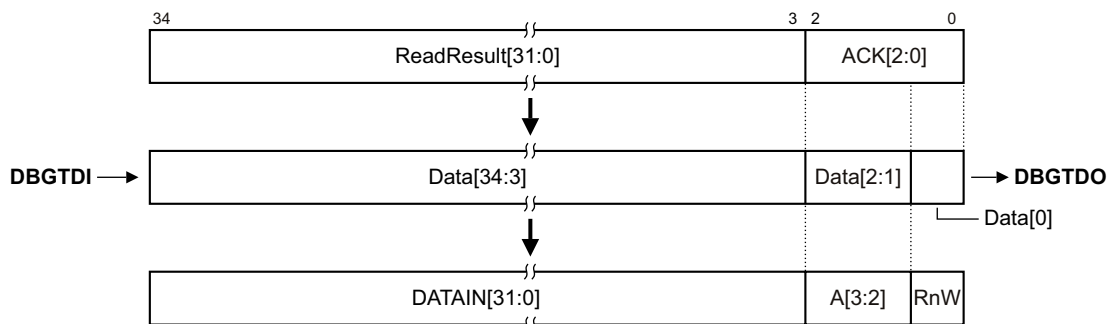 34 3 2 0
ReadResult[31:0] ACK[2:0]
DBGTDI Data[34:3] Data[2:1] DBGTDO
Data[0]
DATAIN[31:0] A[3:2] RnW